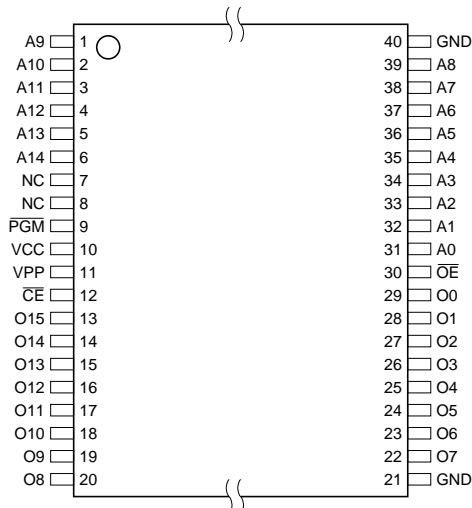 A9 1 40 GND
A10 2 39 A8
A11 3 38 A7
A12 4 37 A6
A13 5 36 A5
A14 6 35 A4
NC 7 34 A3
NC 8 33 A2
P̅G̅M̅ 9 32 A1
VCC 10 31 A0
VPP 11 30 O̅E̅
C̅E̅ 12 29 O0
O15 13 28 O1
O14 14 27 O2
O13 15 26 O3
O12 16 25 O4
O11 17 24 O5
O10 18 23 O6
O9 19 22 O7
O8 20 21 GND